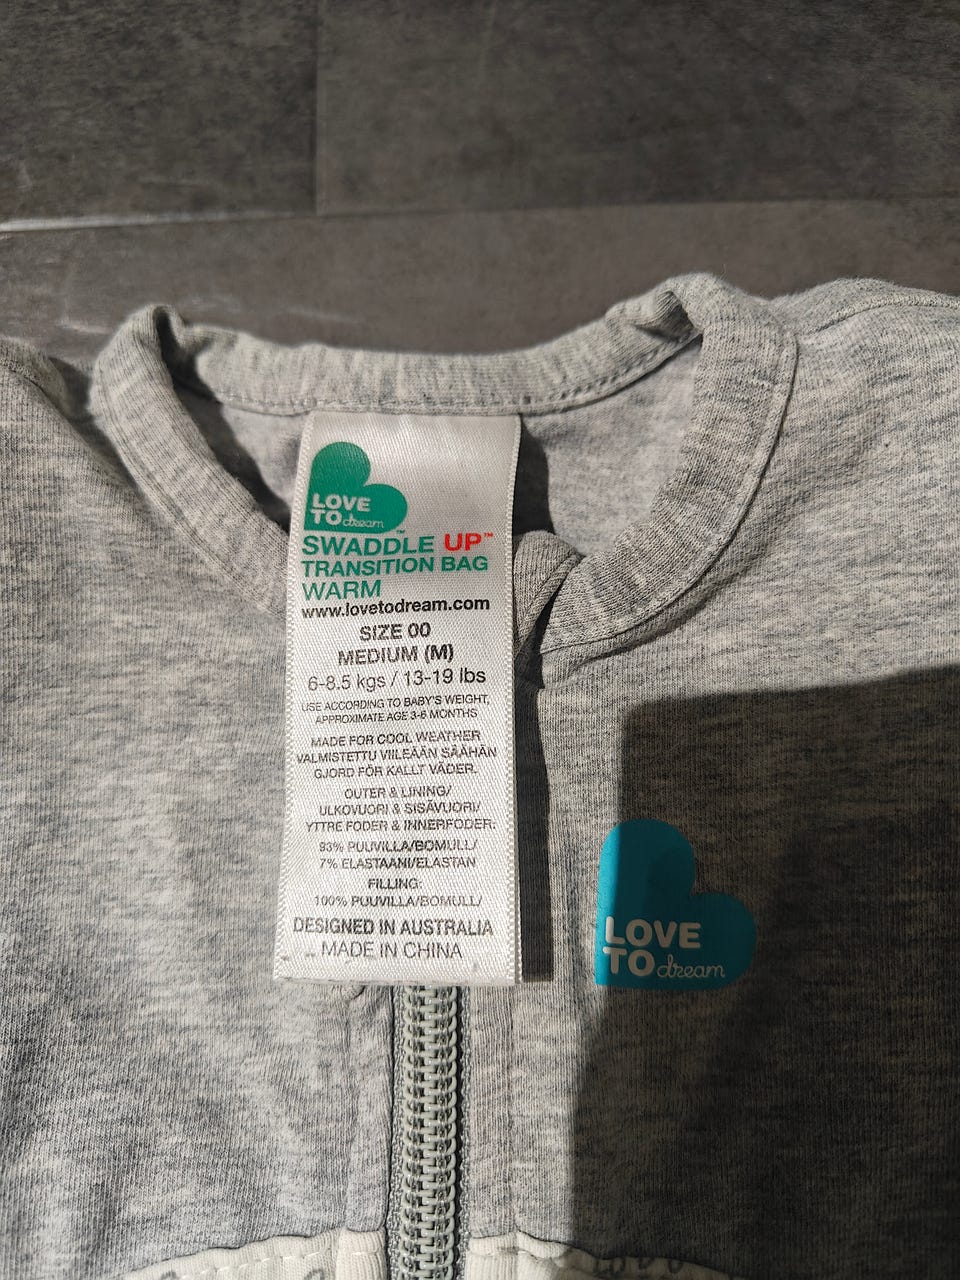 LOVE
TO dream™
SWADDLE UP™
TRANSITION BAG
WARM
www.lovetodream.com
SIZE 00
MEDIUM (M)
6-8.5 kgs / 13-19 lbs
USE ACCORDING TO BABY'S WEIGHT,
APPROXIMATE AGE 3-6 MONTHS
MADE FOR COOL WEATHER
VALMISTETTU VIILEÄÄN SÄÄHÄN
GJORD FÖR KALLT VÄDER.
OUTER & LINING/
ULKOVUORI & SISÄVUORI/
YTTRE FODER & INNERFODER:
93% PUUVILLA/BOMULL/
7% ELASTAANI/ELASTAN
FILLING:
100% PUUVILLA/BOMULL/
DESIGNED IN AUSTRALIA
MADE IN CHINA
LOVE
TO dream